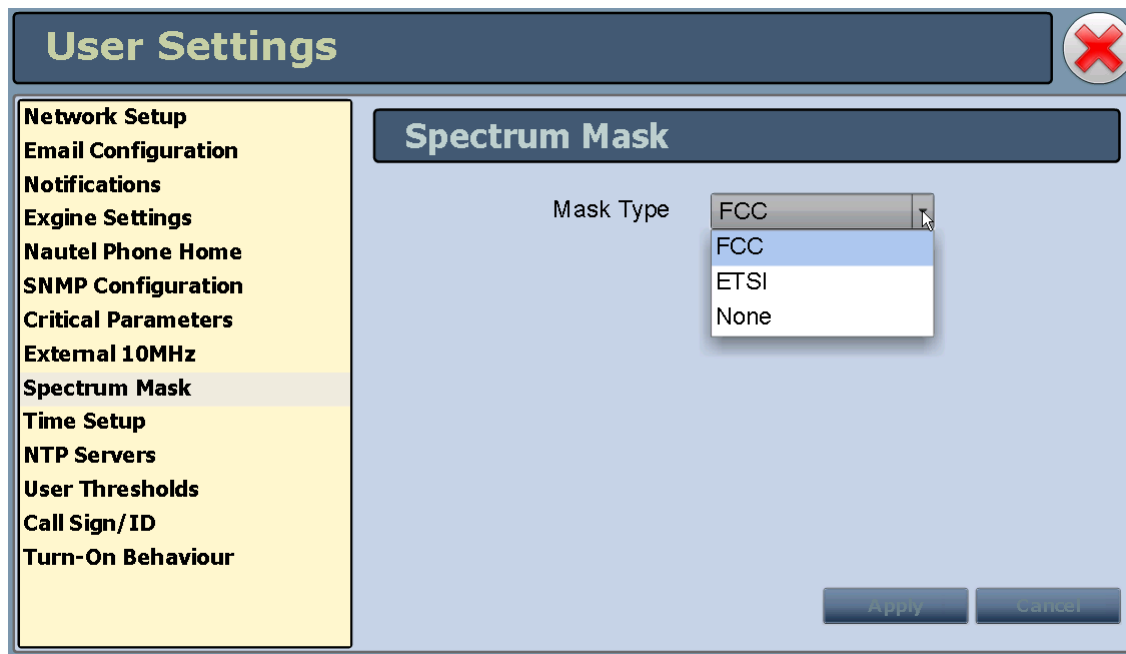 User Settings
Network Setup
Email Configuration
Notifications
Exgine Settings
Nautel Phone Home
SNMP Configuration
Critical Parameters
External 10MHz
Spectrum Mask
Time Setup
NTP Servers
User Thresholds
Call Sign/ID
Turn-On Behaviour
Spectrum Mask
Mask Type FCC
FCC
ETSI
None
Apply Cancel